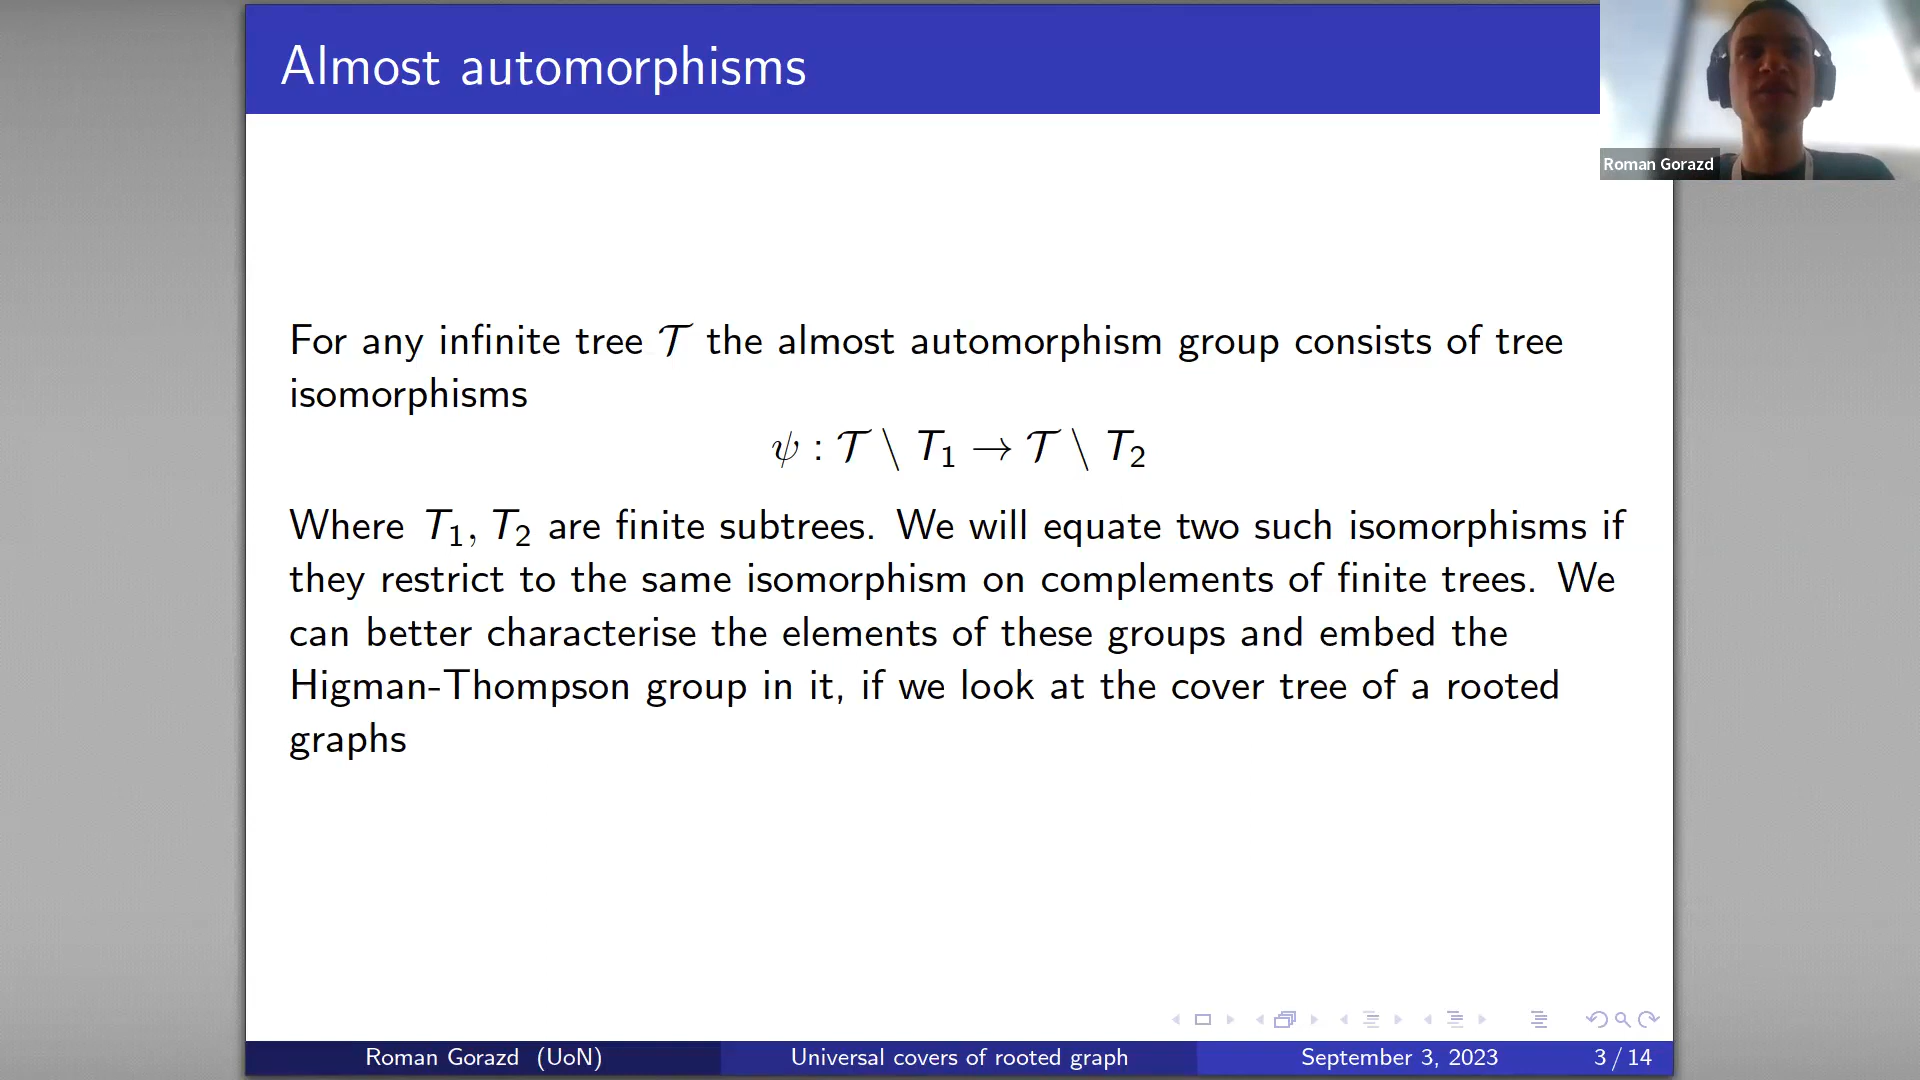 Almost automorphisms
Roman Gorazd
For any infinite tree 𝒯 the almost automorphism group consists of tree
isomorphisms
ψ : 𝒯 \ T₁ → 𝒯 \ T₂
Where T₁, T₂ are finite subtrees. We will equate two such isomorphisms if
they restrict to the same isomorphism on complements of finite trees. We
can better characterise the elements of these groups and embed the
Higman-Thompson group in it, if we look at the cover tree of a rooted
graphs
Roman Gorazd (UoN)
Universal covers of rooted graph
September 3, 2023
3 / 14